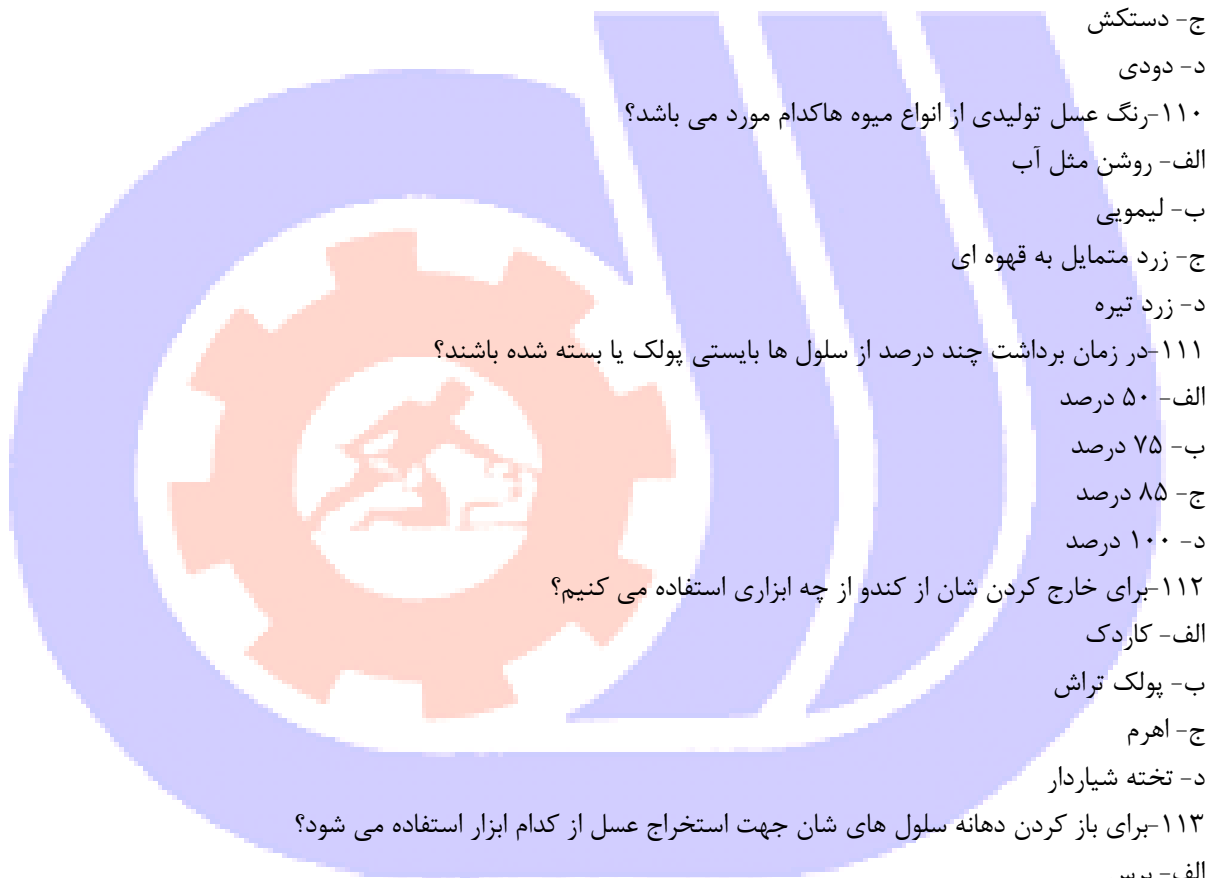 ج- دستکش
د- دودی
۱۱۰-رنگ عسل تولیدی از انواع میوه هاکدام مورد می باشد؟
الف- روشن مثل آب
ب- لیمویی
ج- زرد متمایل به قهوه ای
د- زرد تیره
۱۱۱-در زمان برداشت چند درصد از سلول ها بایستی پولک یا بسته شده باشند؟
الف- ۵۰ درصد
ب- ۷۵ درصد
ج- ۸۵ درصد
د- ۱۰۰ درصد
۱۱۲-برای خارج کردن شان از کندو از چه ابزاری استفاده می کنیم؟
الف- کاردک
ب- پولک تراش
ج- اهرم
د- تخته شیاردار
۱۱۳-برای باز کردن دهانه سلول های شان جهت استخراج عسل از کدام ابزار استفاده می شود؟
الف-